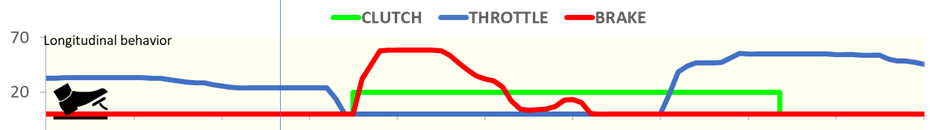 CLUTCH THROTTLE BRAKE
70
Longitudinal behavior
20